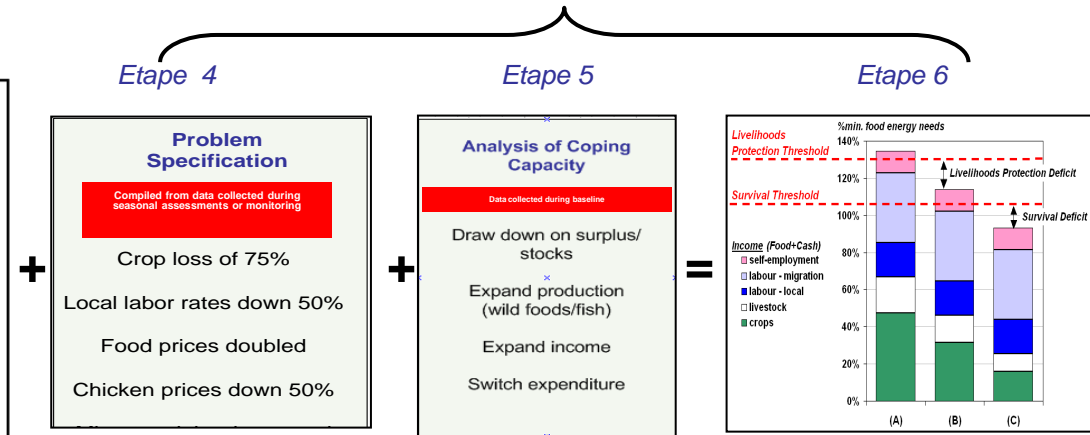 Etape 4
Etape 5
Etape 6
+
Problem
Specification
Compiled from data collected during
seasonal assessments or monitoring
Crop loss of 75%
Local labor rates down 50%
Food prices doubled
Chicken prices down 50%
+
Analysis of Coping
Capacity
Data collected during baseline
Draw down on surplus/
stocks
Expand production
(wild foods/fish)
Expand income
Switch expenditure
=
%min. food energy needs
Livelihoods
Protection Threshold
Livelihoods Protection Deficit
Survival Threshold
Survival Deficit
Income (Food+Cash)
self-employment
labour - migration
labour - local
livestock
crops
140%
120%
100%
80%
60%
40%
20%
0%
(A)
(B)
(C)